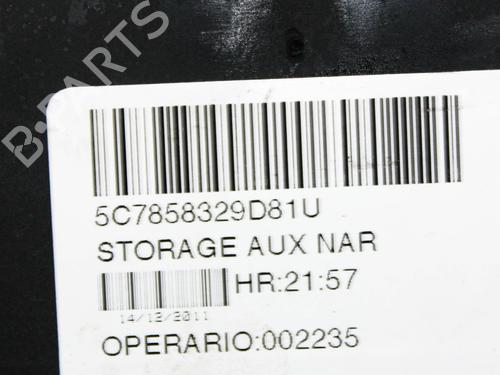 B-PARTS
5C7858329D81U
STORAGE AUX NAR
HR:21:57
14/12/2011
OPERARIO:002235